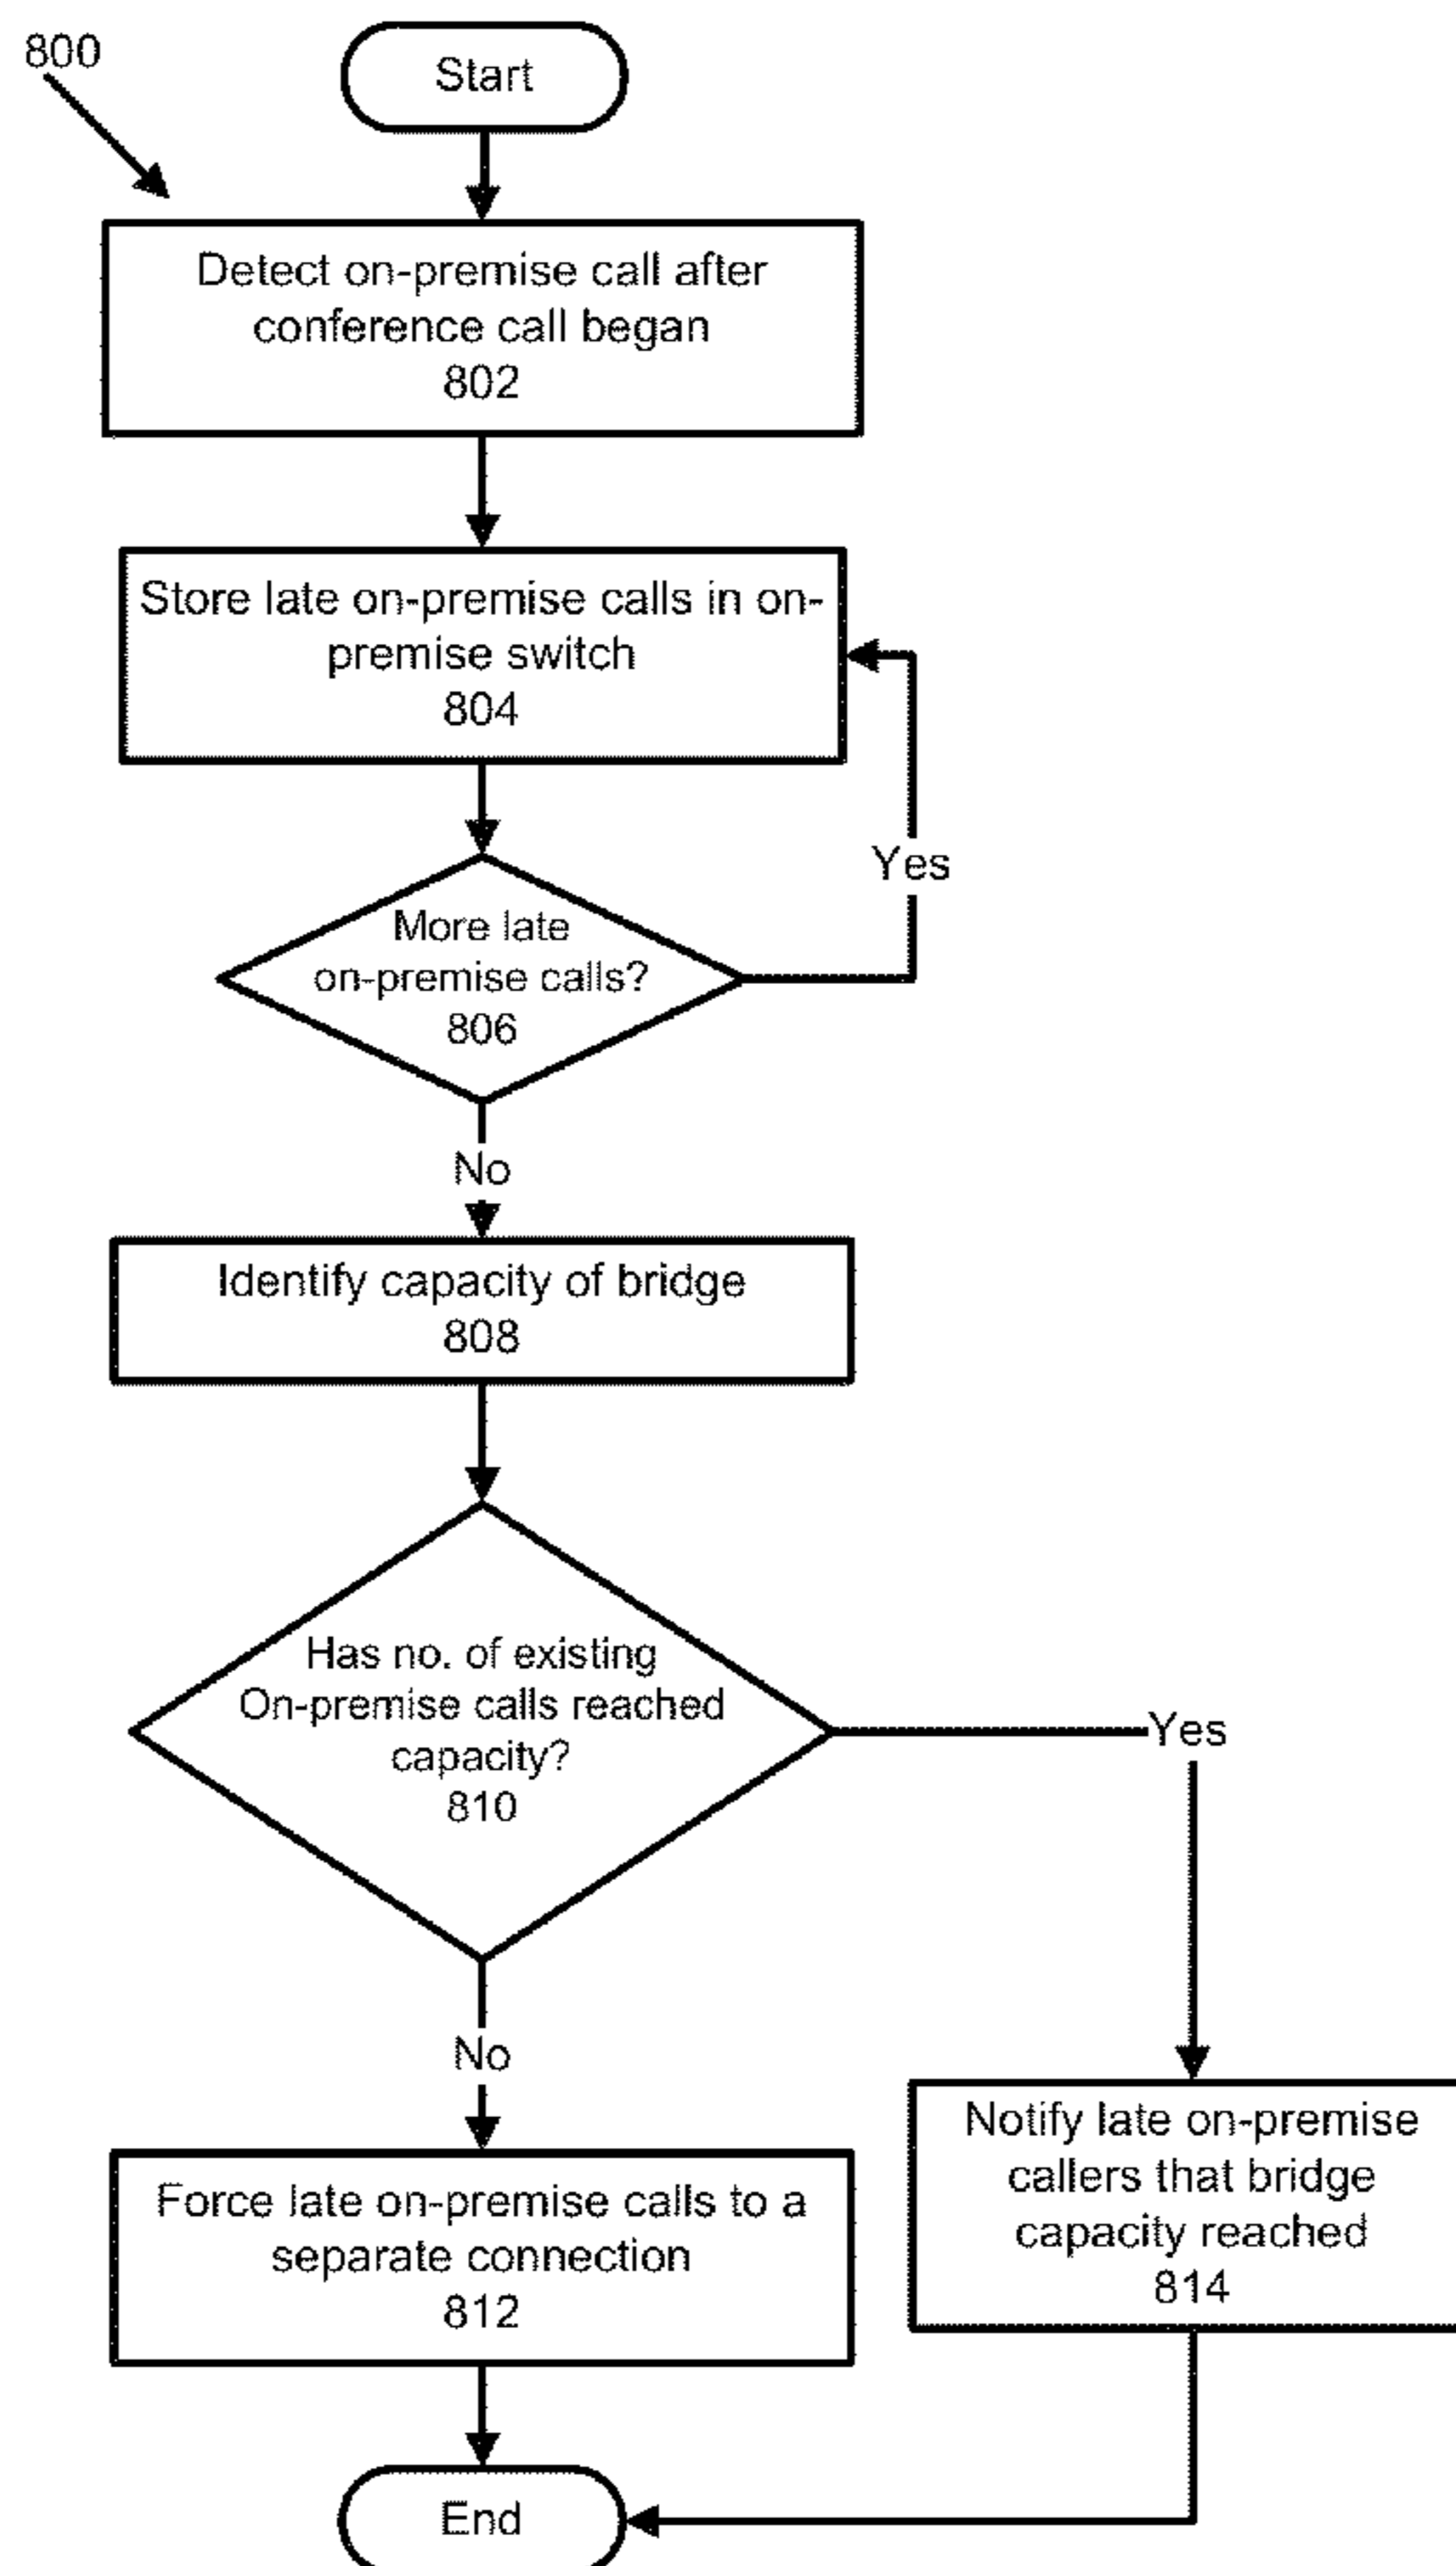 800
Start
Detect on-premise call after
conference call began
802
Store late on-premise calls in on-
premise switch
804
Yes
More late
on-premise calls?
806
No
Identify capacity of bridge
808
Has no. of existing
On-premise calls reached
capacity?
810
Yes
No
Force late on-premise calls to a
separate connection
812
Notify late on-premise
callers that bridge
capacity reached
814
End